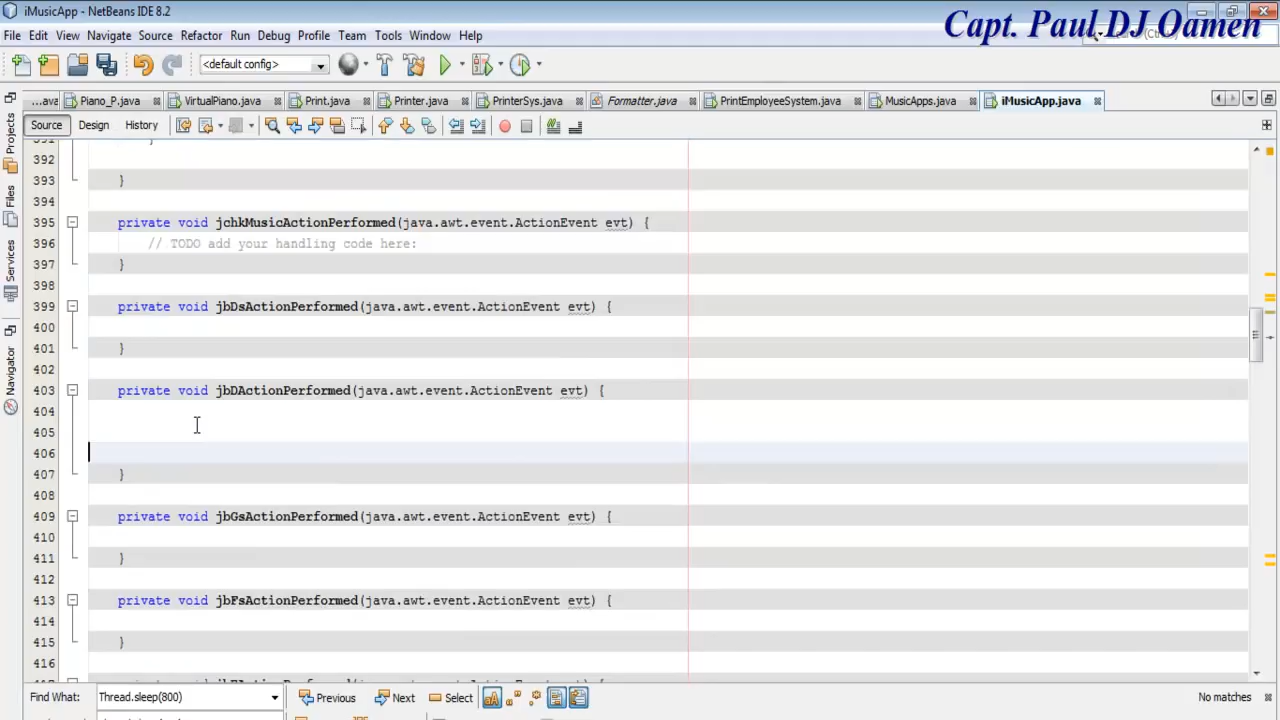 iMusicApp - NetBeans IDE 8.2
Capt. Paul DJ Oamen
File Edit View Navigate Source Refactor Run Debug Profile Team Tools Window Help
<default config>
...ava Piano_P.java VirtualPiano.java Print.java Printer.java PrinterSys.java Formatter.java PrintEmployeeSystem.java MusicApps.java iMusicApp.java
Source Design History
Projects
Files
Services
Navigator
391 }
392
393 }
394
395 private void jchkMusicActionPerformed(java.awt.event.ActionEvent evt) {
396 // TODO add your handling code here:
397 }
398
399 private void jbDsActionPerformed(java.awt.event.ActionEvent evt) {
400
401 }
402
403 private void jbDActionPerformed(java.awt.event.ActionEvent evt) {
404
405
406
407 }
408
409 private void jbGsActionPerformed(java.awt.event.ActionEvent evt) {
410
411 }
412
413 private void jbFsActionPerformed(java.awt.event.ActionEvent evt) {
414
415 }
416
Find What: Thread.sleep(800) Previous Next Select No matches